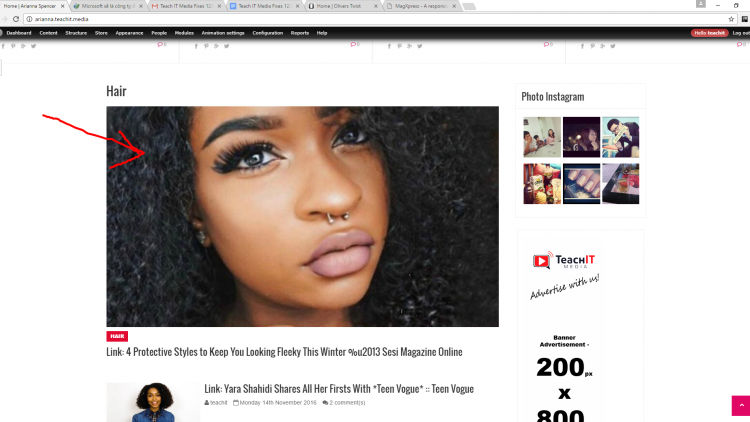 Home | Arianna Spencer
Microsoft sẽ là công ty
Teach IT Media Fixes '12
Teach IT Media Fixes 12
Home | Olivers Twist
MagXpress - A respon
arianna.teachit.media
Dashboard Content Structure Store Appearance People Modules Animation settings Configuration Reports Help Hello teachit Log out
0 0 0 0
Hair
Photo Instagram
HAIR
Link: 4 Protective Styles to Keep You Looking Fleeky This Winter %u2013 Sesi Magazine Online
Link: Yara Shahidi Shares All Her Firsts With *Teen Vogue* :: Teen Vogue
teachit Monday 14th November 2016 2 comment(s)
TEACHIT
MEDIA
Advertise with us!
Banner
Advertisement -
200px
x
800